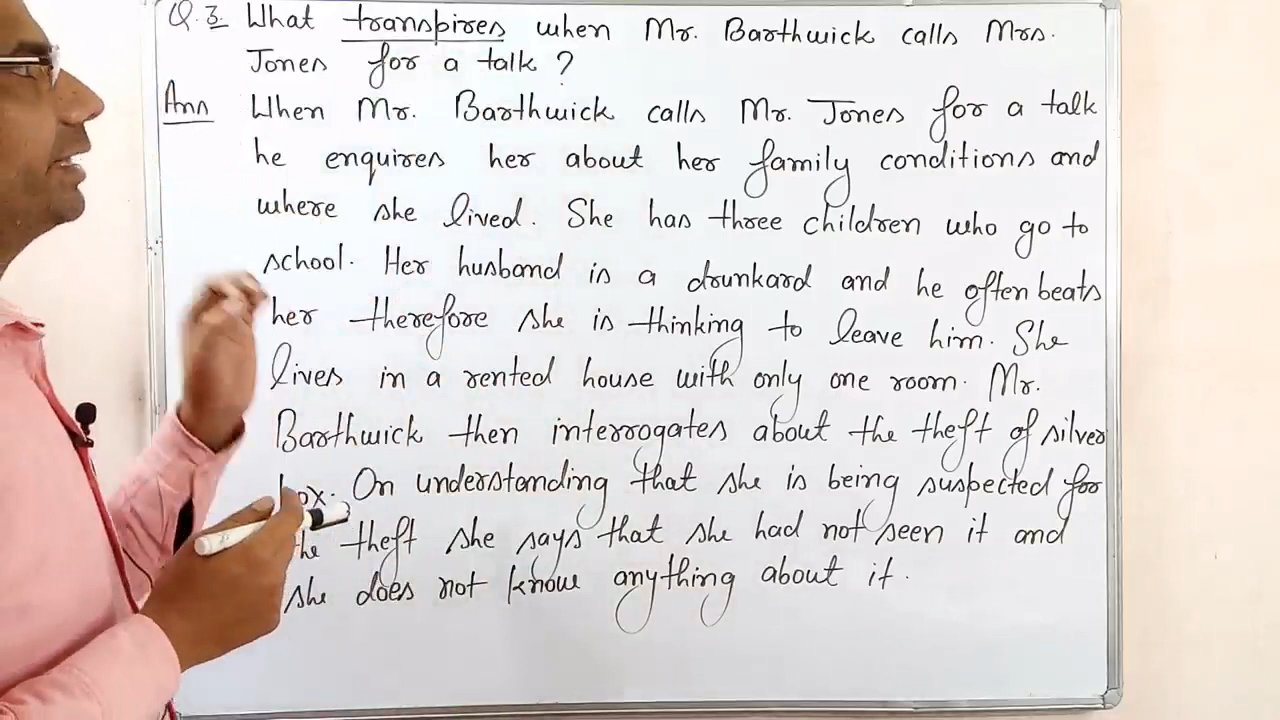 Q.3. What transpires when Mr. Barthwick calls Mrs.
Jones for a talk ?
Ans When Mr. Barthwick calls Mr. Jones for a talk
he enquires her about her family conditions and
where she lived. She has three children who go to
school. Her husband is a drunkard and he often beats
her therefore she is thinking to leave him. She
lives in a rented house with only one room. Mr.
Barthwick then interrogates about the theft of silver
box. On understanding that she is being suspected for
the theft she says that she had not seen it and
she does not know anything about it.